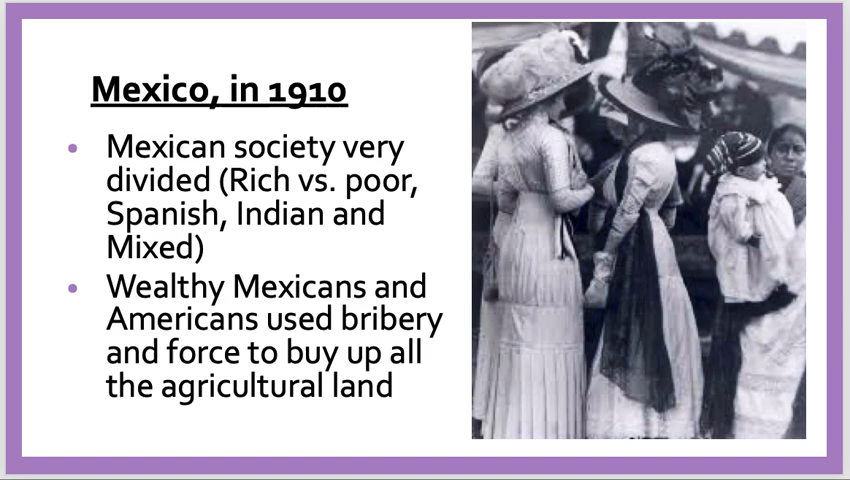 Mexico, in 1910
Mexican society very
divided (Rich vs. poor,
Spanish, Indian and
Mixed)
Wealthy Mexicans and
Americans used bribery
and force to buy up all
the agricultural land